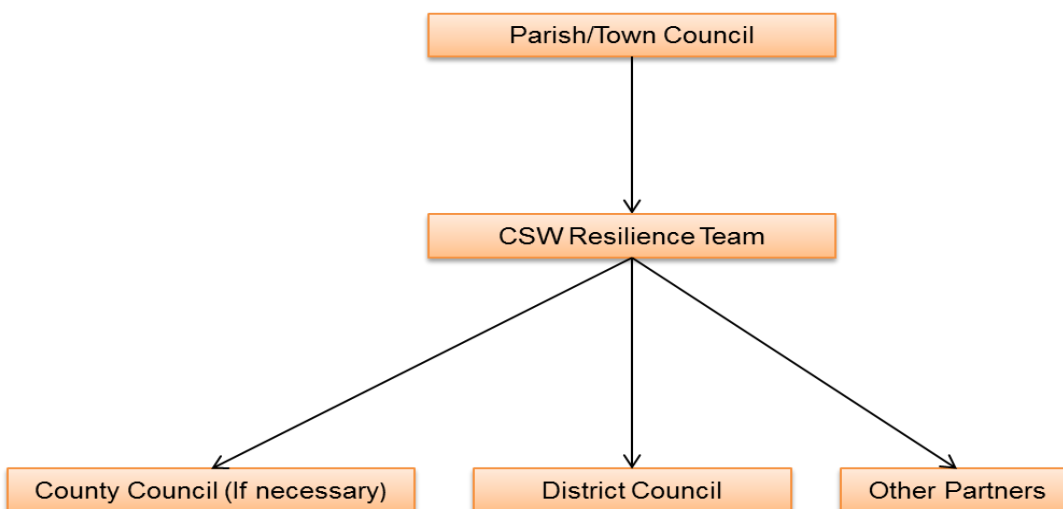 Parish/Town Council
CSW Resilience Team
County Council (If necessary)
District Council
Other Partners